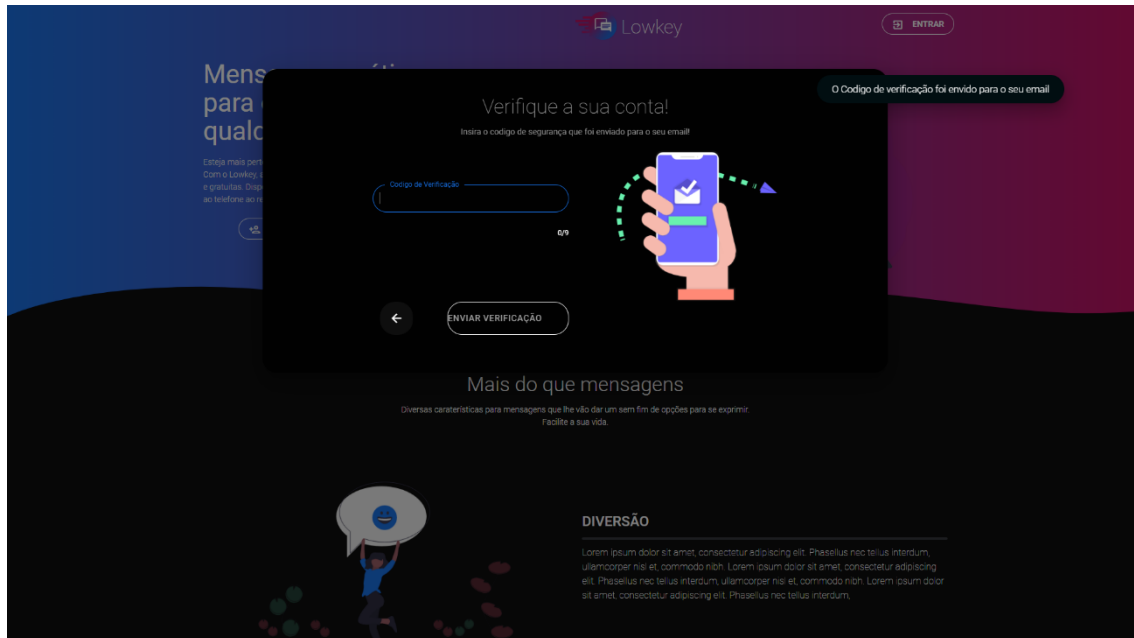 Lowkey
ENTRAR
Mens
para
qualo
O Codigo de verificação foi envido para o seu email
Verifique a sua conta!
Insira o codigo de segurança que foi enviado para o seu email!
Esteja mais pert
Com o Lowkey,
e gratuitas. Disp
ao telefone ao re
Codigo de Verificação
0/9
ENVIAR VERIFICAÇÃO
Mais do que mensagens
Diversas caraterísticas para mensagens que lhe vão dar um sem fim de opções para se exprimir.
Facilite a sua vida.
DIVERSÃO
Lorem ipsum dolor sit amet, consectetur adipiscing elit. Phasellus nec tellus interdum,
ullamcorper nisl et, commodo nibh. Lorem ipsum dolor sit amet, consectetur adipiscing
elit. Phasellus nec tellus interdum, ullamcorper nisl et, commodo nibh. Lorem ipsum dolor
sit amet, consectetur adipiscing elit. Phasellus nec tellus interdum,